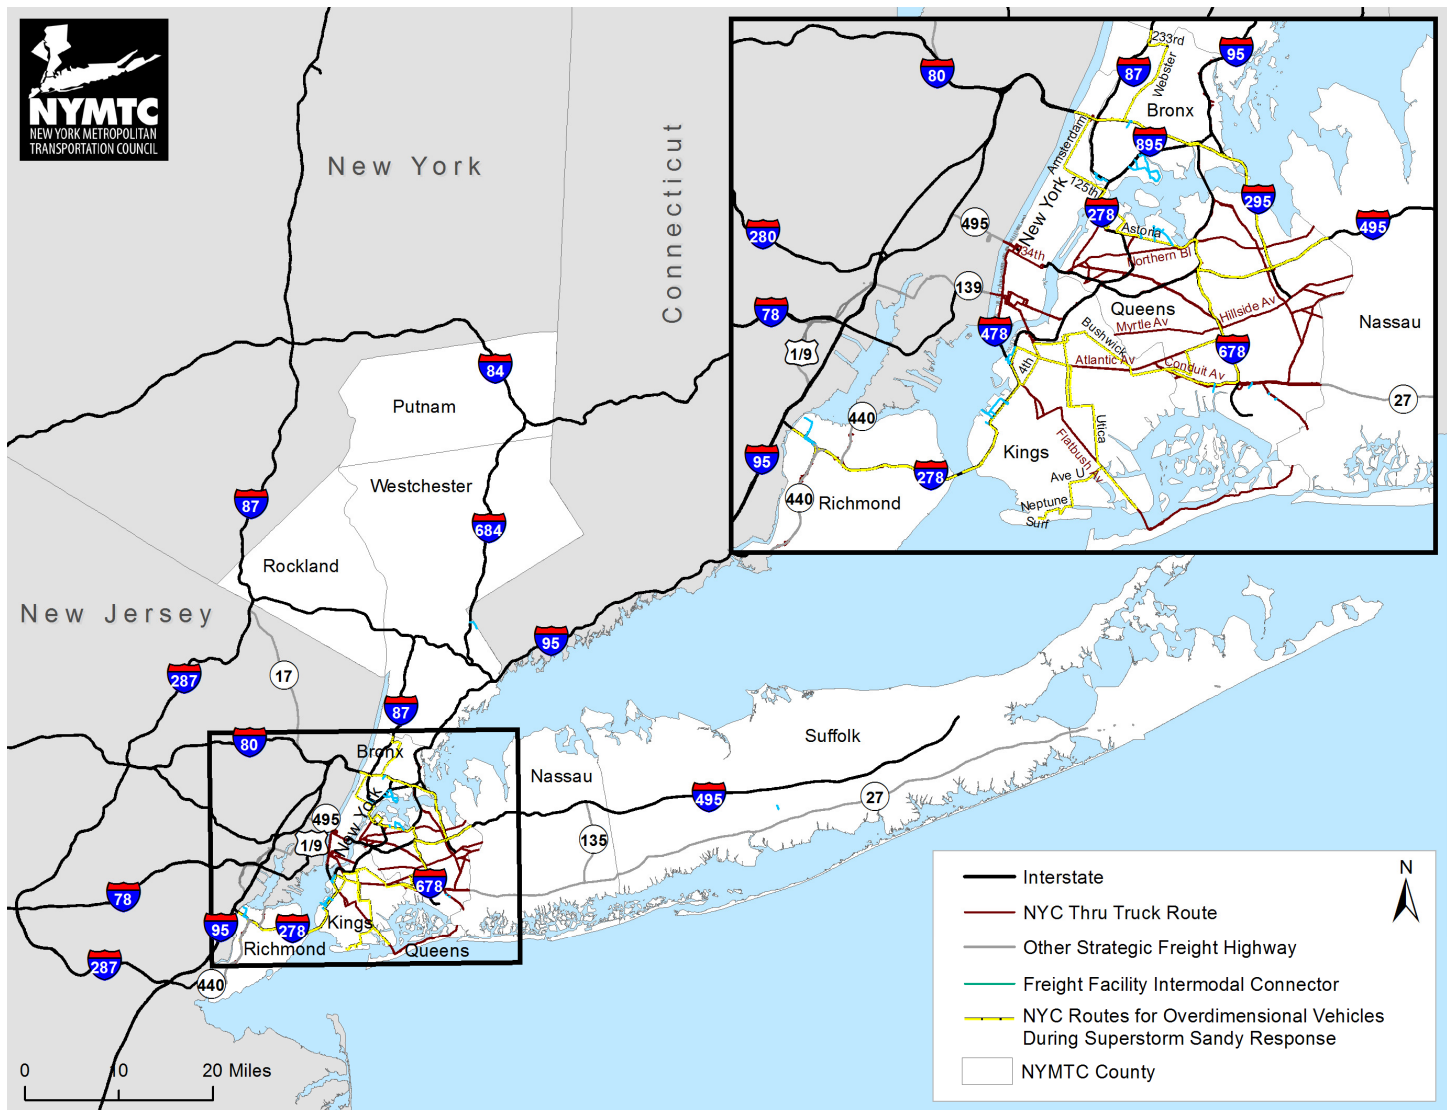 NYMTC
NEW YORK METROPOLITAN
TRANSPORTATION COUNCIL
New York
Connecticut
New Jersey
Putnam
Westchester
Rockland
84
87
684
95
287
17
87
80
Bronx
New York
495
1/9
Nassau
Suffolk
495
27
135
678
78
95
278
Kings
Richmond
Queens
287
440
233rd
Webster
95
87
80
Bronx
Amsterdam
895
125th
New York
278
295
495
495
280
Astoria
34th
Northern Bl
139
78
1/9
478
Queens
Myrtle Av
Hillside Av
Nassau
Bushwick
678
4th
Atlantic Av
Conduit Av
27
440
Utica
Flatbush Av
Kings
95
278
Ave U
440
Richmond
Neptune
Surf
N
Interstate
NYC Thru Truck Route
Other Strategic Freight Highway
Freight Facility Intermodal Connector
NYC Routes for Overdimensional Vehicles
During Superstorm Sandy Response
NYMTC County
0 10 20 Miles